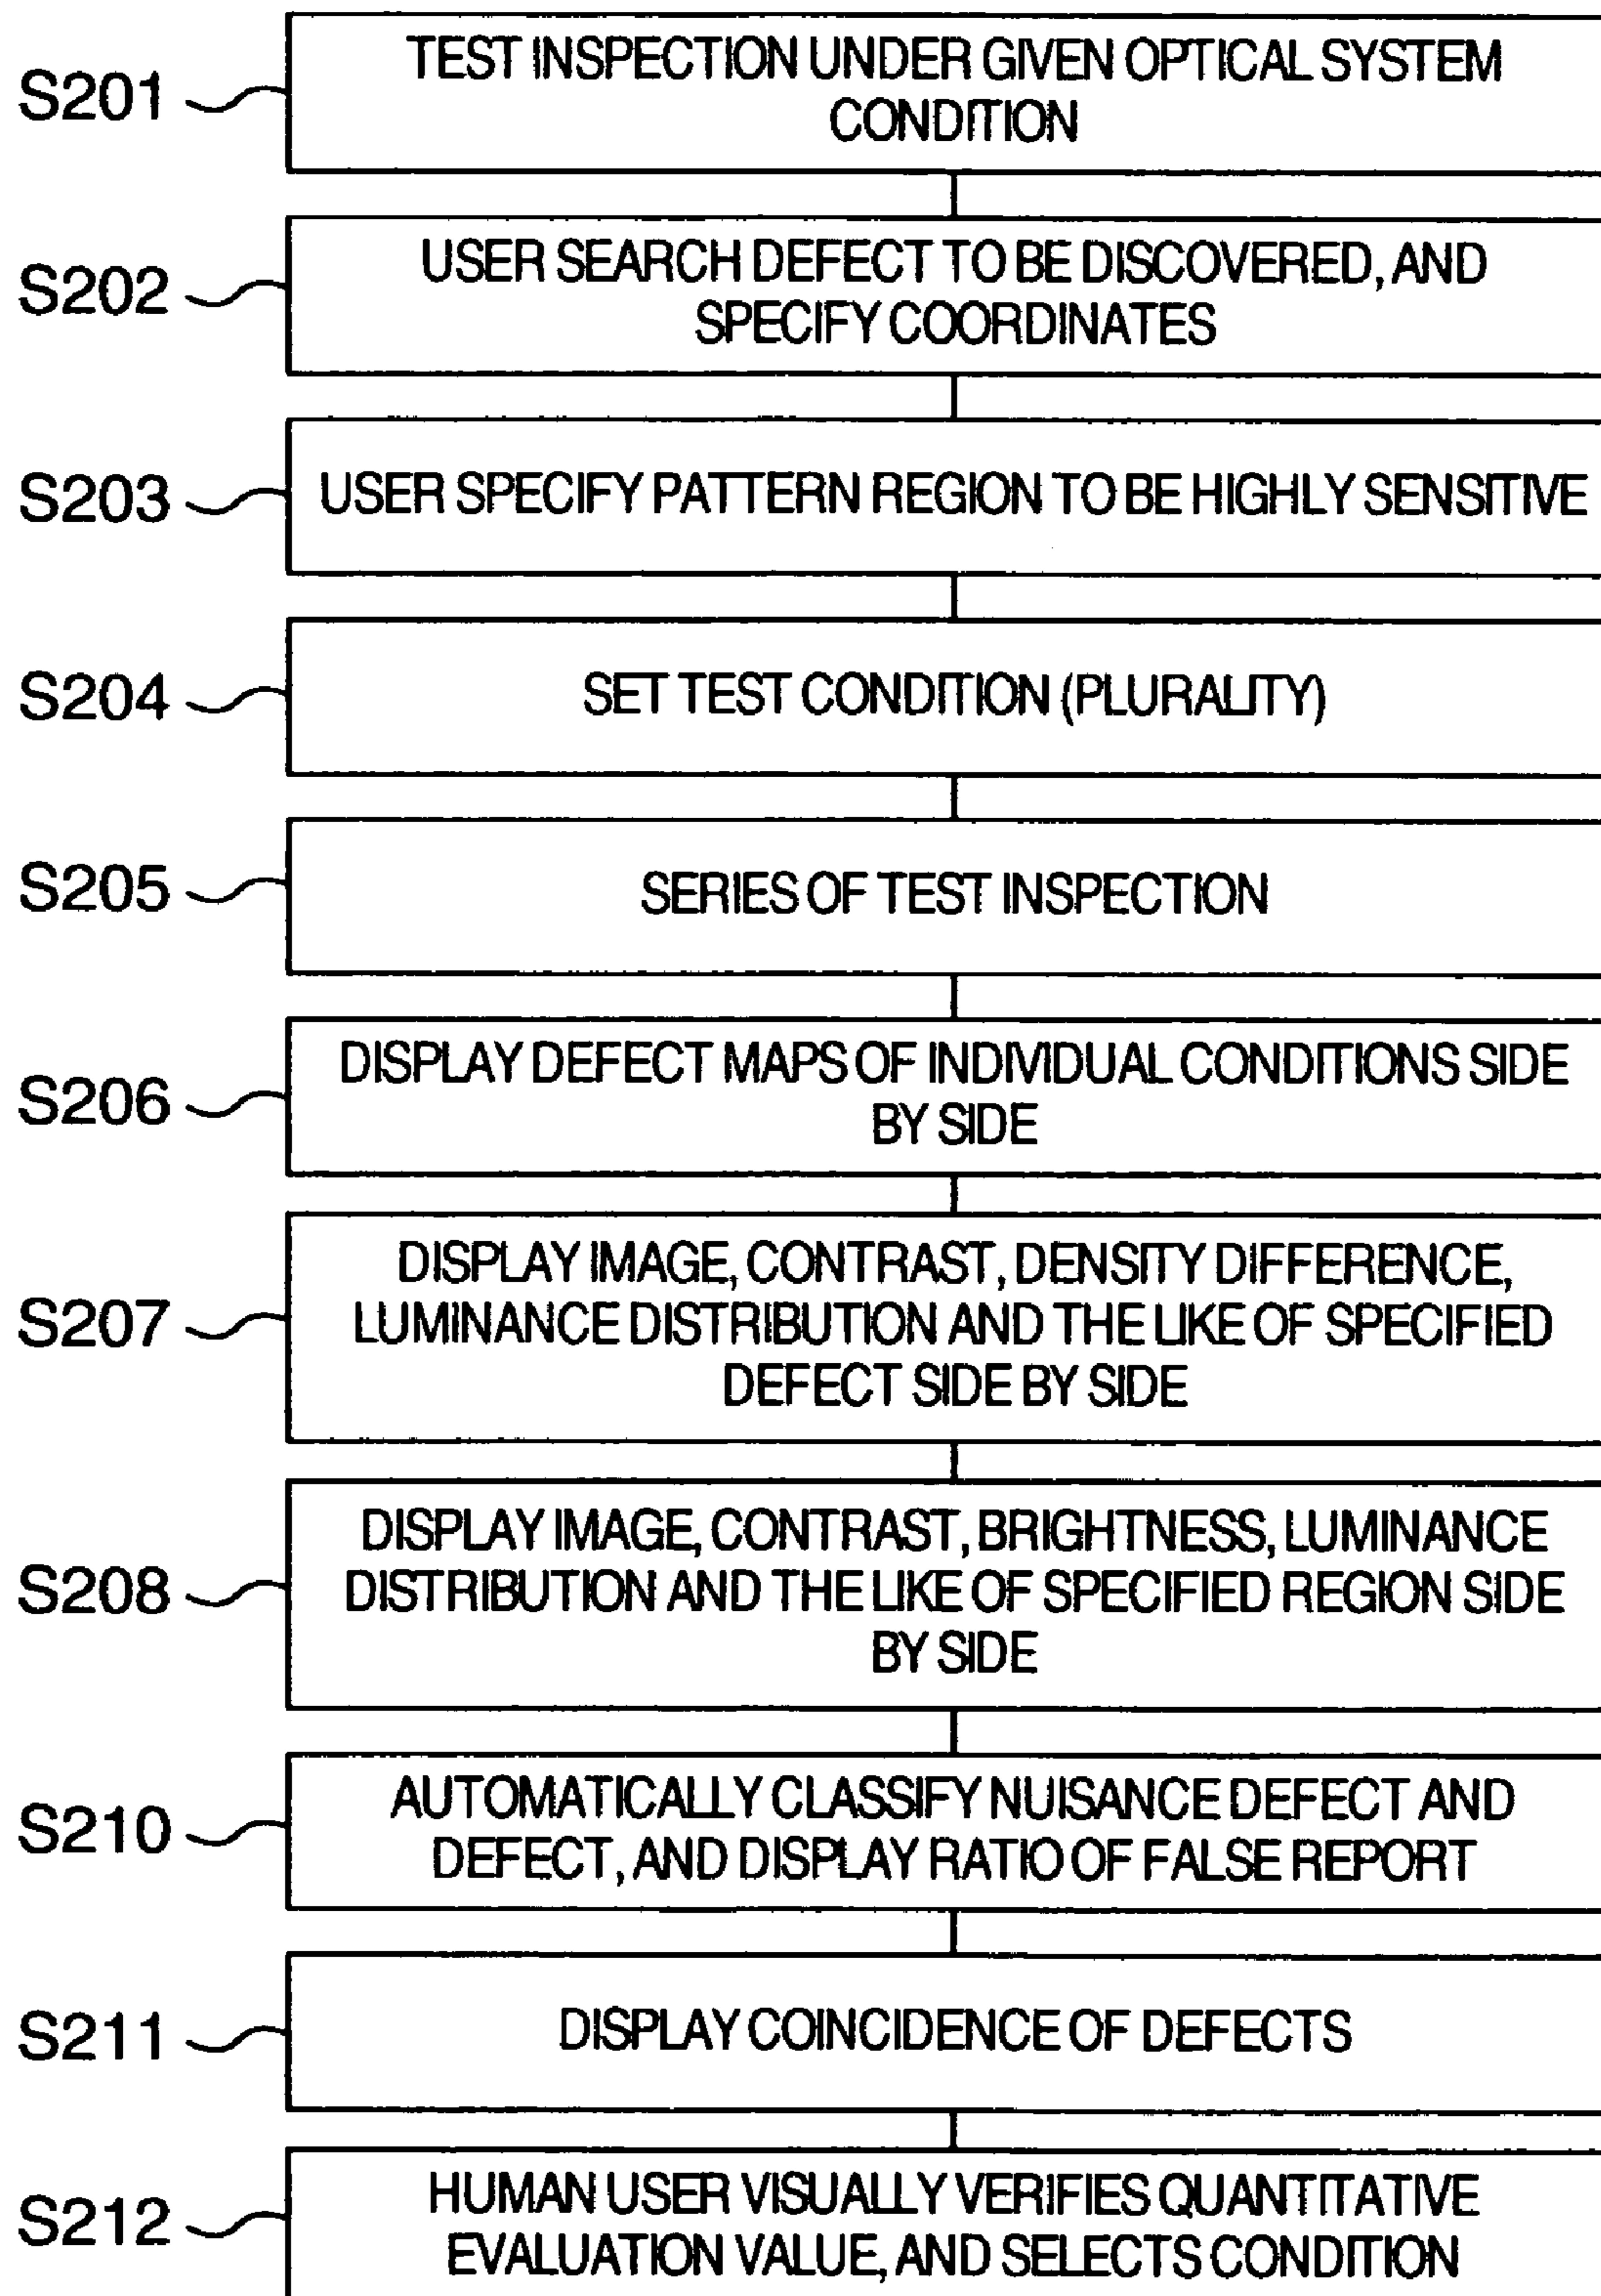 S201
TEST INSPECTION UNDER GIVEN OPTICAL SYSTEM
CONDITION
S202
USER SEARCH DEFECT TO BE DISCOVERED, AND
SPECIFY COORDINATES
S203
USER SPECIFY PATTERN REGION TO BE HIGHLY SENSITIVE
S204
SET TEST CONDITION (PLURALITY)
S205
SERIES OF TEST INSPECTION
S206
DISPLAY DEFECT MAPS OF INDIVIDUAL CONDITIONS SIDE
BY SIDE
S207
DISPLAY IMAGE, CONTRAST, DENSITY DIFFERENCE,
LUMINANCE DISTRIBUTION AND THE LIKE OF SPECIFIED
DEFECT SIDE BY SIDE
S208
DISPLAY IMAGE, CONTRAST, BRIGHTNESS, LUMINANCE
DISTRIBUTION AND THE LIKE OF SPECIFIED REGION SIDE
BY SIDE
S210
AUTOMATICALLY CLASSIFY NUISANCE DEFECT AND
DEFECT, AND DISPLAY RATIO OF FALSE REPORT
S211
DISPLAY COINCIDENCE OF DEFECTS
S212
HUMAN USER VISUALLY VERIFIES QUANTITATIVE
EVALUATION VALUE, AND SELECTS CONDITION